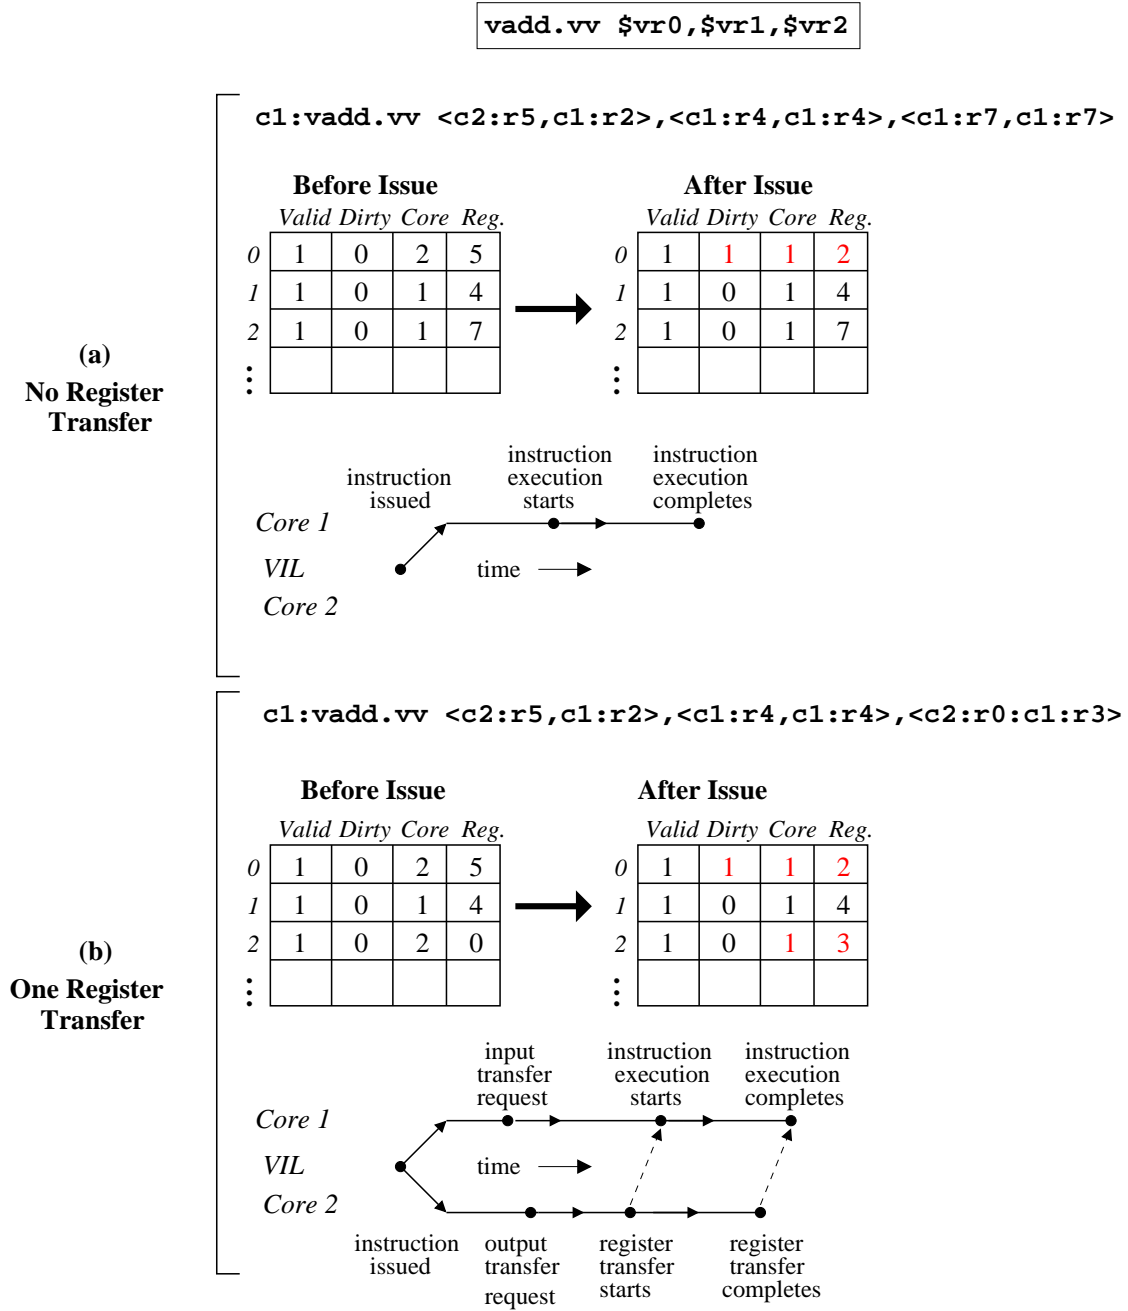 vadd.vv $vr0,$vr1,$vr2
c1:vadd.vv <c2:r5,c1:r2>,<c1:r4,c1:r4>,<c1:r7,c1:r7>
Before Issue
After Issue
Valid Dirty Core Reg.
Valid Dirty Core Reg.
0 1 0 2 5
0 1 1 1 2
1 1 0 1 4
1 1 0 1 4
2 1 0 1 7
2 1 0 1 7
(a)
No Register
Transfer
instruction
issued
instruction
execution
starts
instruction
execution
completes
Core 1
VIL
time
Core 2
c1:vadd.vv <c2:r5,c1:r2>,<c1:r4,c1:r4>,<c2:r0:c1:r3>
Before Issue
After Issue
Valid Dirty Core Reg.
Valid Dirty Core Reg.
0 1 0 2 5
0 1 1 1 2
1 1 0 1 4
1 1 0 1 4
2 1 0 2 0
2 1 0 1 3
(b)
One Register
Transfer
input
transfer
request
instruction
execution
starts
instruction
execution
completes
Core 1
VIL
time
Core 2
instruction
issued
output
transfer
request
register
transfer
starts
register
transfer
completes